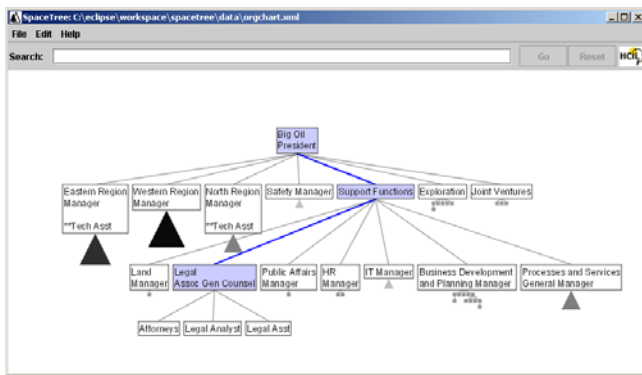 SpaceTree: C:\eclipse\workspace\spacetree\data\orgchart.xml
File Edit Help
Search: Go Reset HCIL
Big Oil
President
Eastern Region
Manager
**Tech Asst
Western Region
Manager
North Region
Manager
**Tech Asst
Safety Manager
Support Functions
Exploration
Joint Ventures
Land
Manager
Legal
Assoc Gen Counsel
Public Affairs
Manager
HR
Manager
IT Manager
Business Development
and Planning Manager
Processes and Services
General Manager
Attorneys
Legal Analyst
Legal Asst